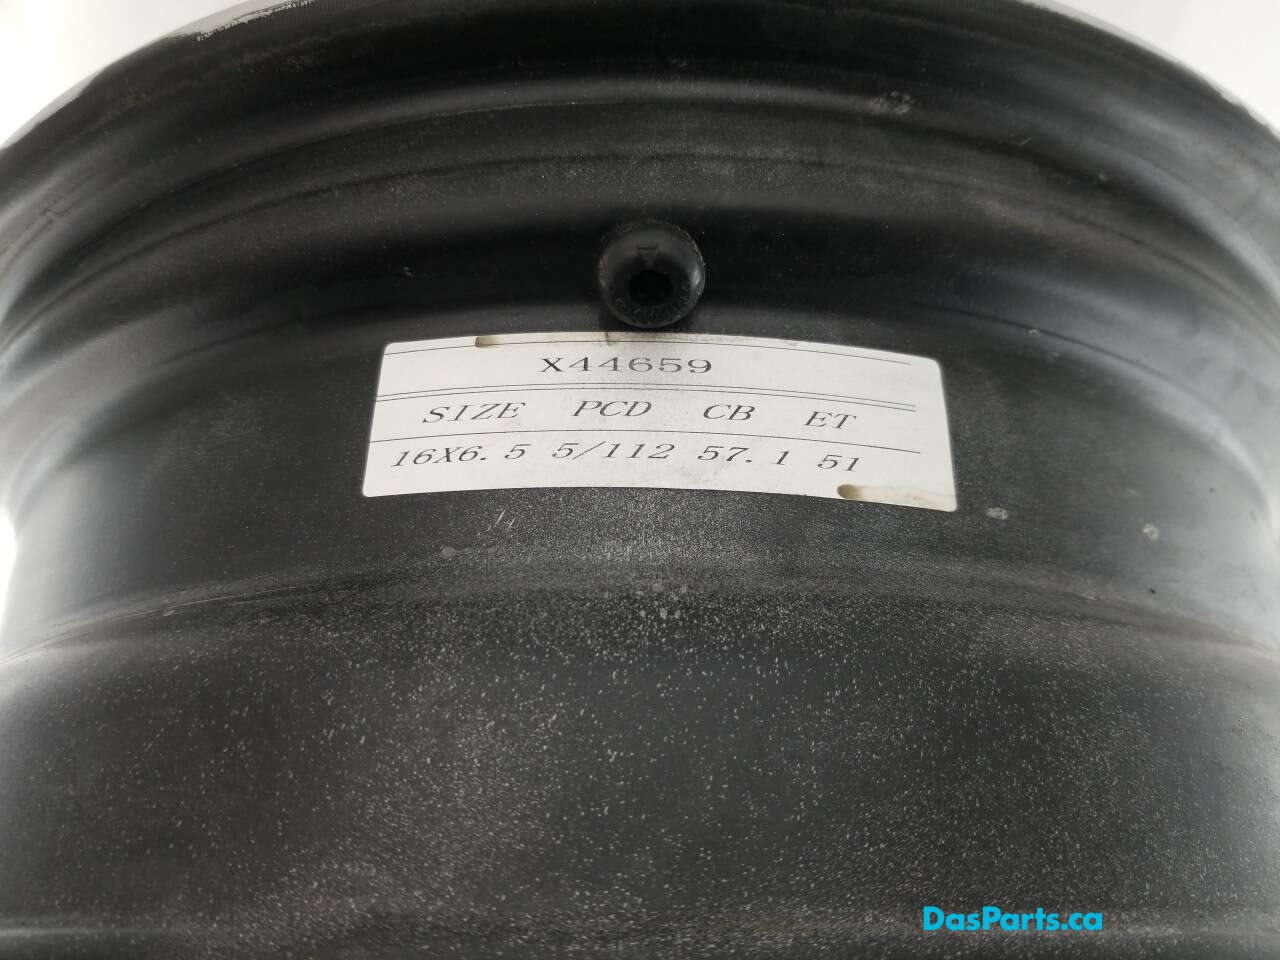 X44659
SIZE PCD CB ET
16X6.5 5/112 57.1 51
DasParts.ca